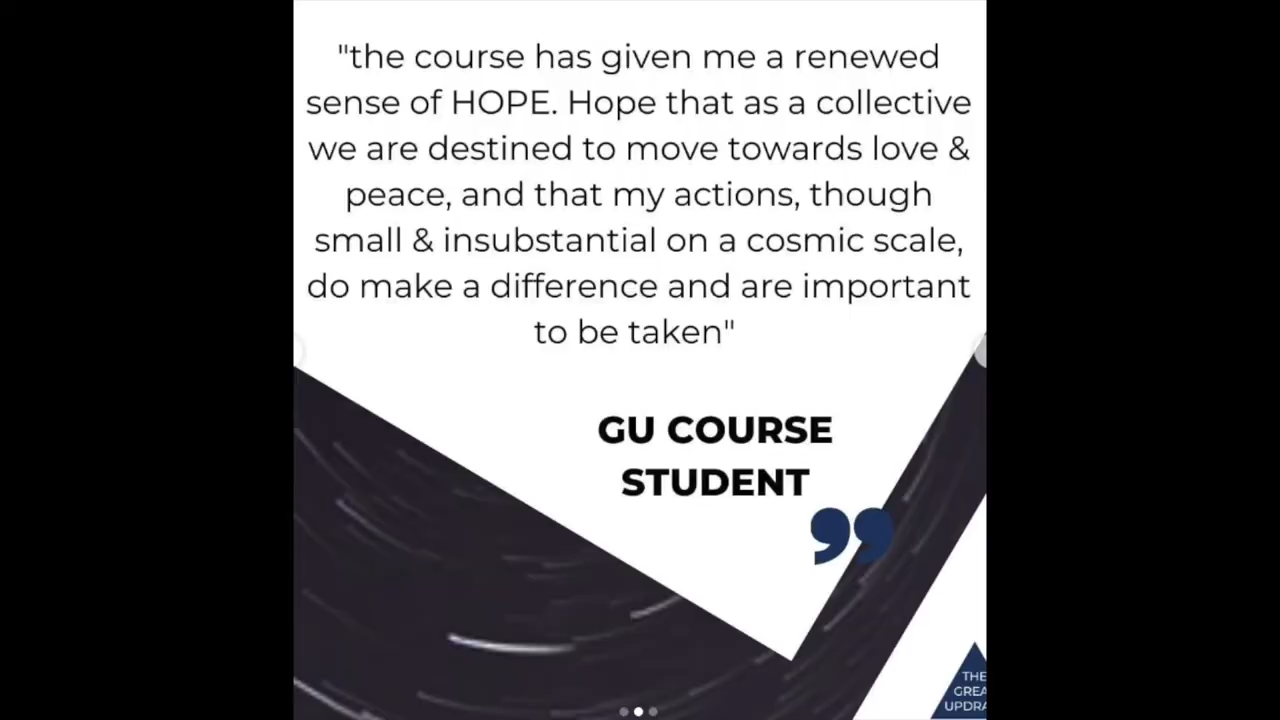 "the course has given me a renewed
sense of HOPE. Hope that as a collective
we are destined to move towards love &
peace, and that my actions, though
small & insubstantial on a cosmic scale,
do make a difference and are important
to be taken"
GU COURSE
STUDENT
”
THE